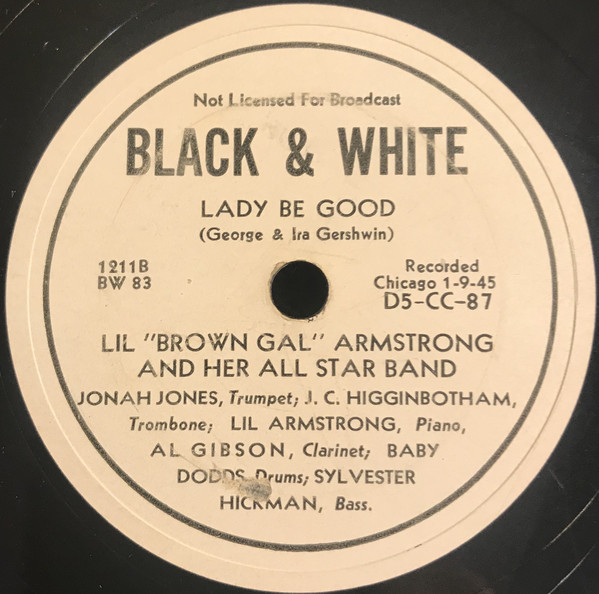 Not Licensed For Broadcast
BLACK & WHITE
LADY BE GOOD
(George & Ira Gershwin)
1211B
BW 83
Recorded
Chicago 1-9-45
D5-CC-87
LIL "BROWN GAL" ARMSTRONG
AND HER ALL STAR BAND
JONAH JONES, Trumpet; J. C. HIGGINBOTHAM,
Trombone; LIL ARMSTRONG, Piano,
AL GIBSON, Clarinet; BABY
DODDS, Drums; SYLVESTER
HICKMAN, Bass.